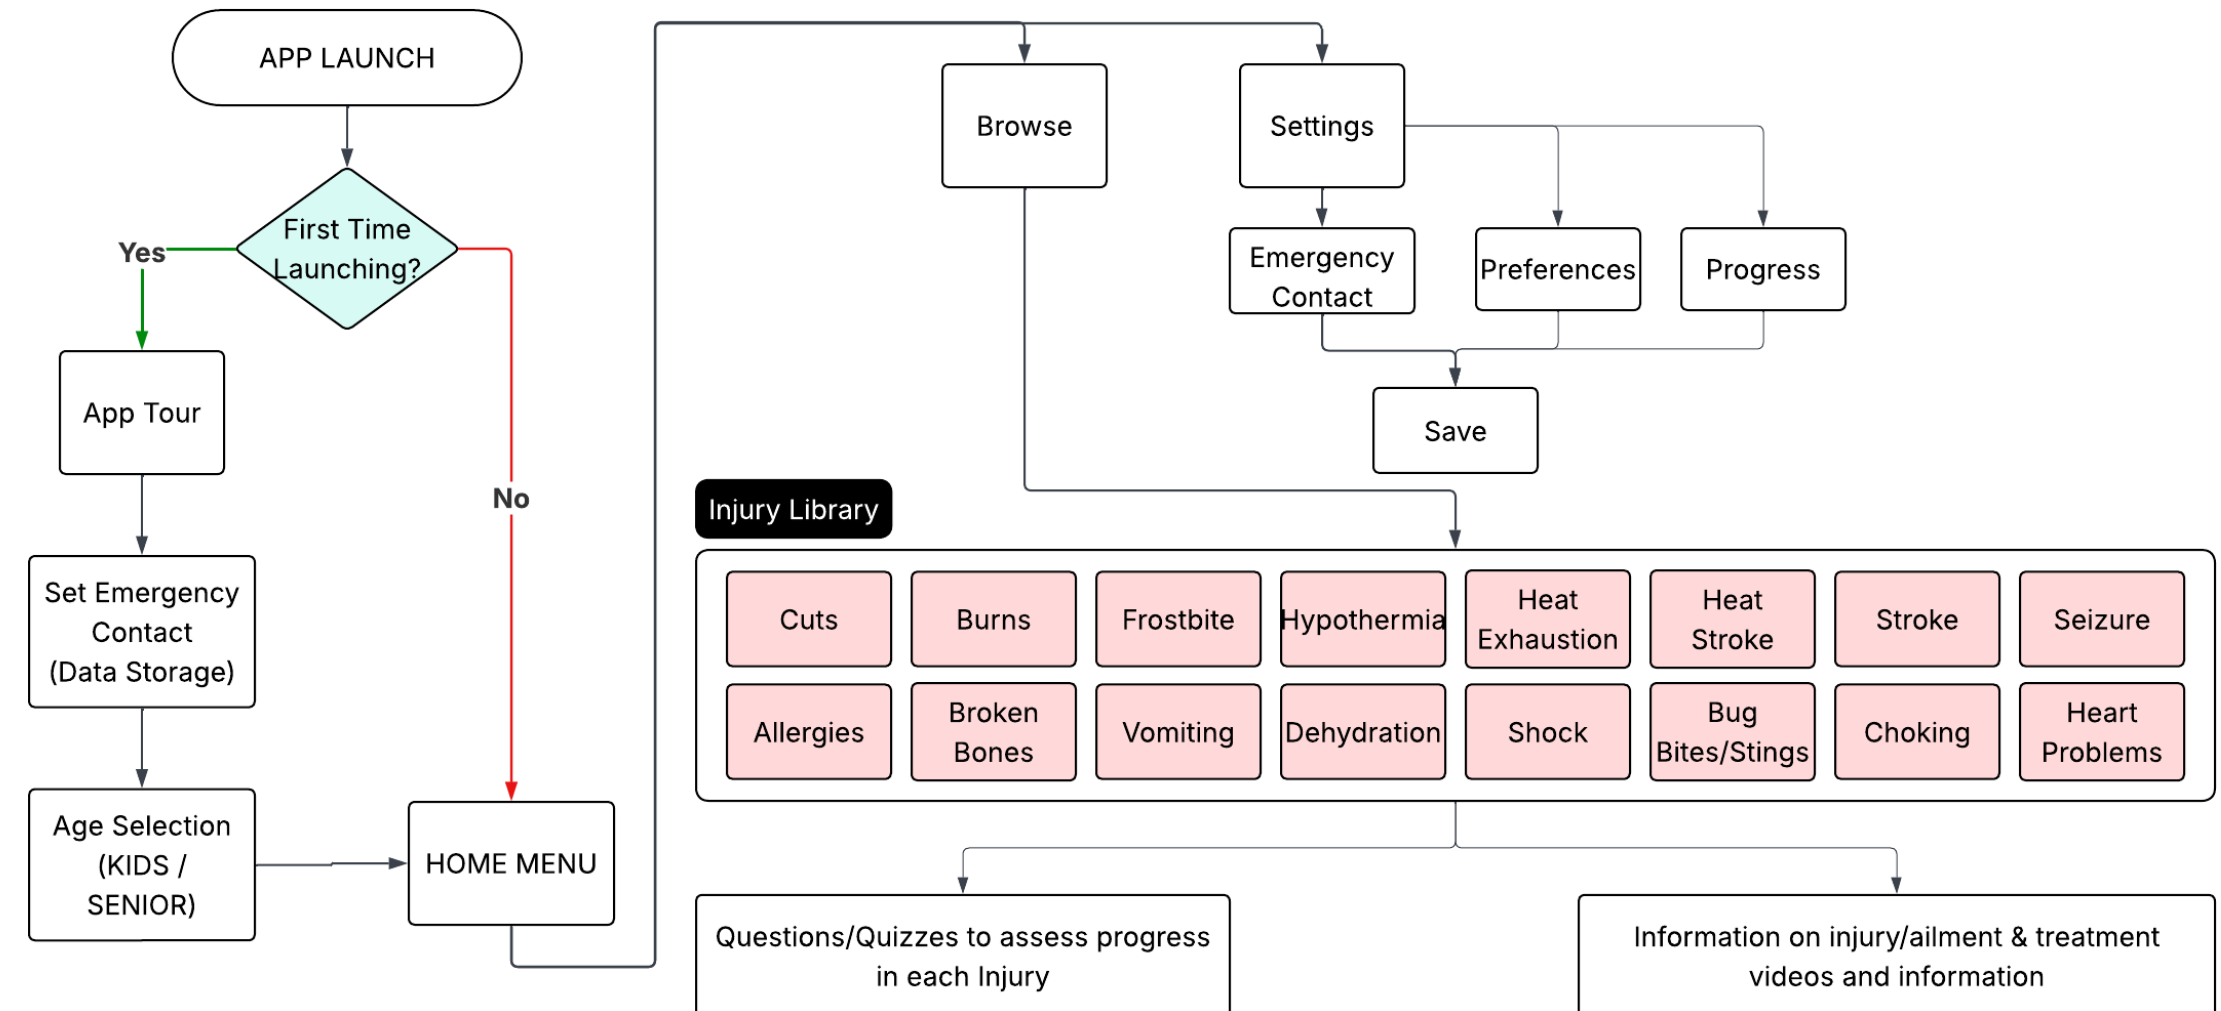 APP LAUNCH
First Time
Launching?
Yes
No
App Tour
Set Emergency
Contact
(Data Storage)
Age Selection
(KIDS /
SENIOR)
HOME MENU
Browse
Settings
Emergency
Contact
Preferences
Progress
Save
Injury Library
Cuts
Burns
Frostbite
Hypothermia
Heat
Exhaustion
Heat
Stroke
Stroke
Seizure
Allergies
Broken
Bones
Vomiting
Dehydration
Shock
Bug
Bites/Stings
Choking
Heart
Problems
Questions/Quizzes to assess progress
in each Injury
Information on injury/ailment & treatment
videos and information